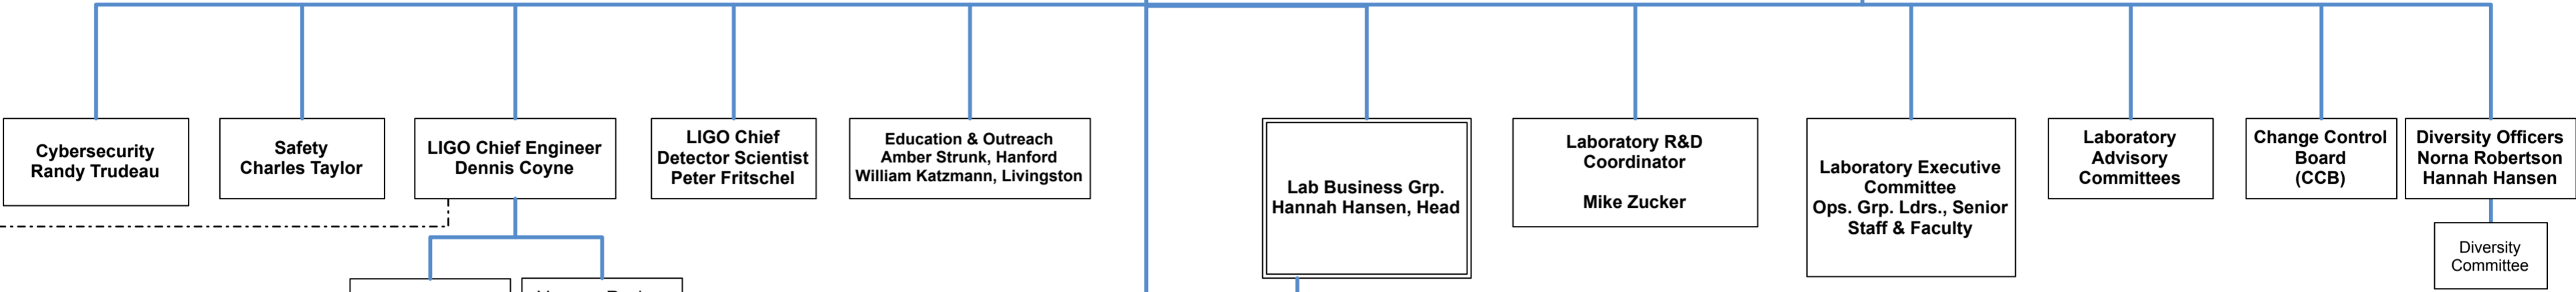 Cybersecurity
Randy Trudeau
Safety
Charles Taylor
LIGO Chief Engineer
Dennis Coyne
LIGO Chief
Detector Scientist
Peter Fritschel
Education & Outreach
Amber Strunk, Hanford
William Katzmann, Livingston
Lab Business Grp.
Hannah Hansen, Head
Laboratory R&D
Coordinator
Mike Zucker
Laboratory Executive
Committee
Ops. Grp. Ldrs., Senior
Staff & Faculty
Laboratory
Advisory
Committees
Change Control
Board
(CCB)
Diversity Officers
Norna Robertson
Hannah Hansen
Diversity
Committee